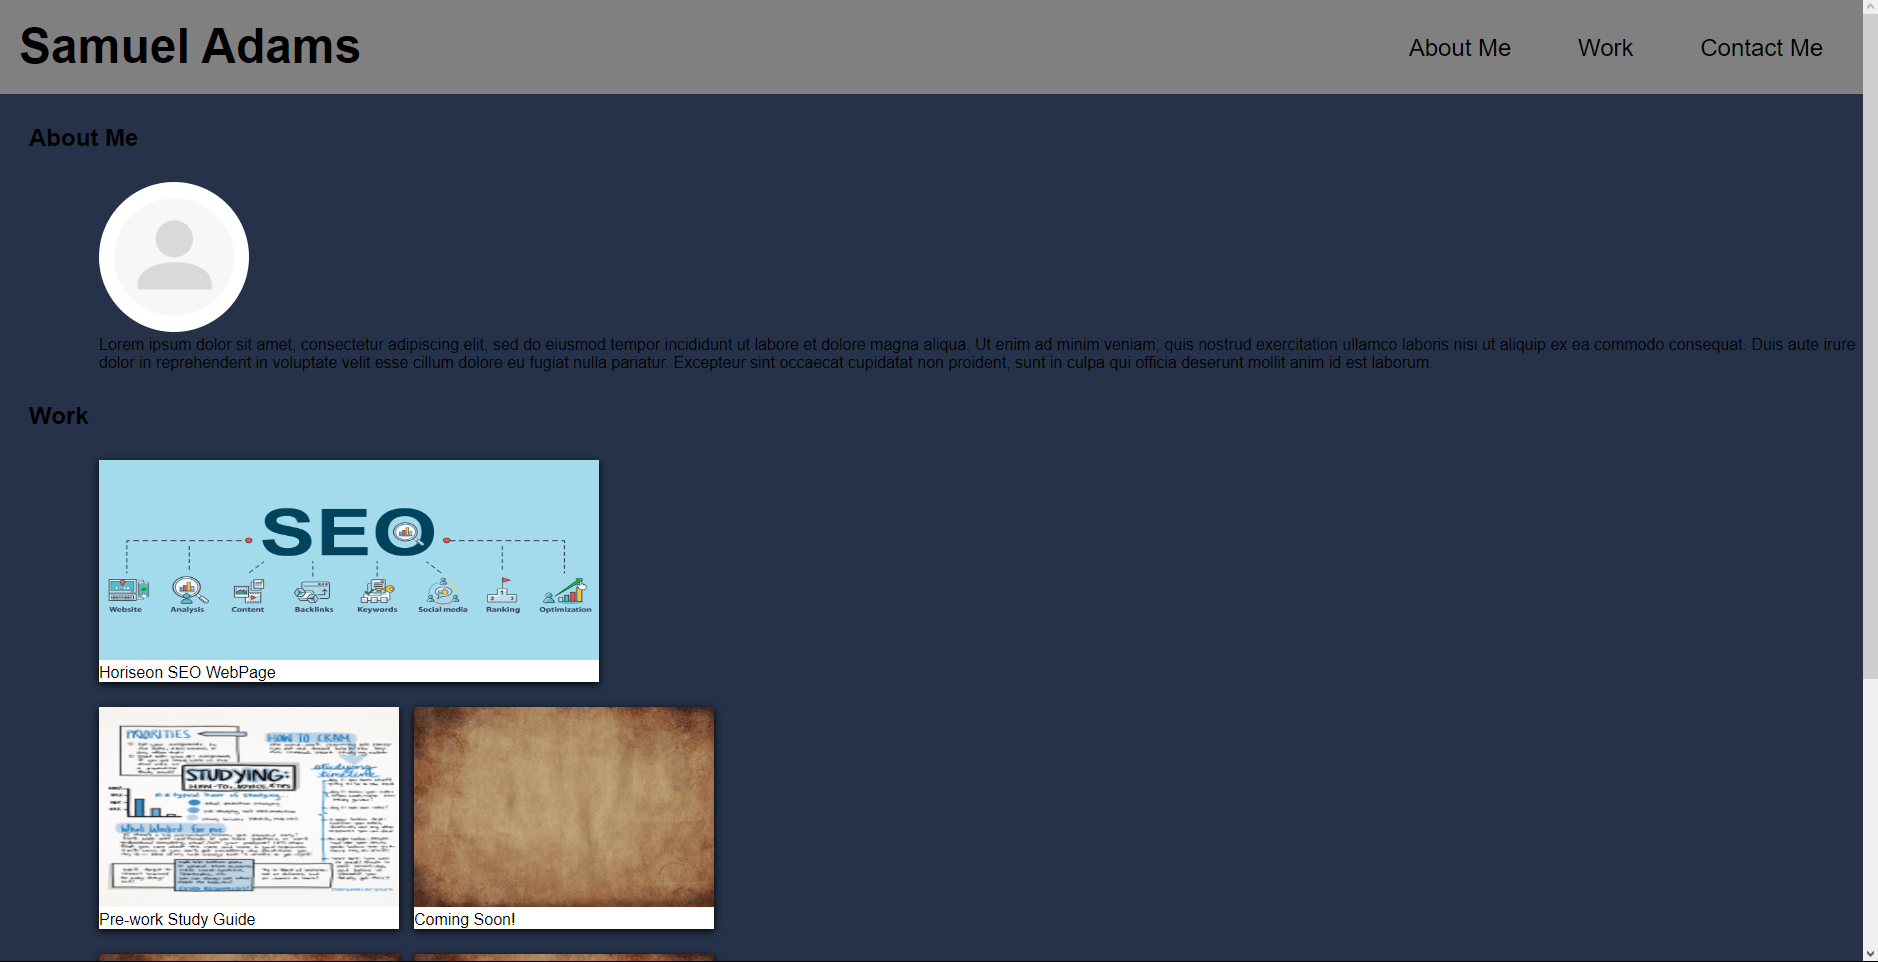 Samuel Adams
About Me
Work
Contact Me
About Me
Lorem ipsum dolor sit amet, consectetur adipiscing elit, sed do eiusmod tempor incididunt ut labore et dolore magna aliqua. Ut enim ad minim veniam, quis nostrud exercitation ullamco laboris nisi ut aliquip ex ea commodo consequat. Duis aute irure
dolor in reprehenderit in voluptate velit esse cillum dolore eu fugiat nulla pariatur. Excepteur sint occaecat cupidatat non proident, sunt in culpa qui officia deserunt mollit anim id est laborum.
Work
SEO
Website
Analysis
Content
Backlinks
Keywords
Social media
Ranking
Optimization
Horiseon SEO WebPage
PRIORITIES
HOW TO CRAM
STUDYING:
HOW-TO, ADVICE, & TIPS
studying timeline
What Worked for me
Pre-work Study Guide
Coming Soon!